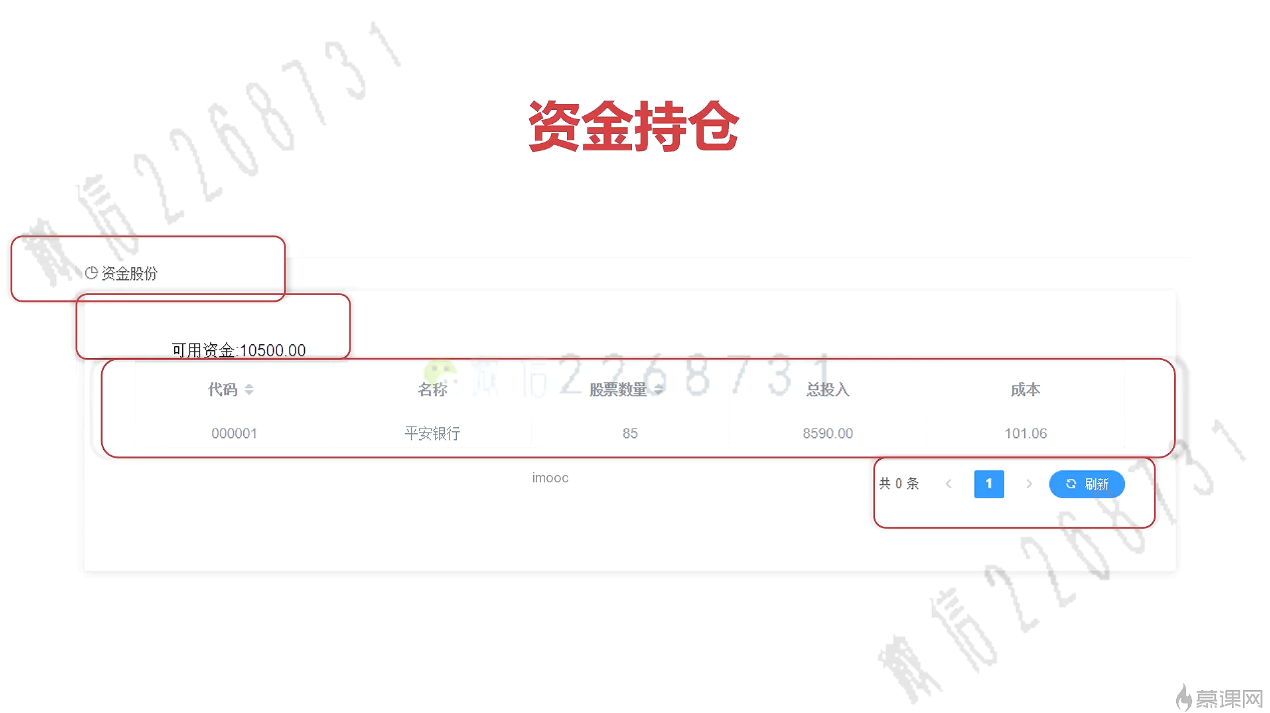 资金持仓
戴信2268731
资金股份
可用资金:10500.00
微信2268731
代码 名称 股票数量 总投入 成本
000001 平安银行 85 8590.00 101.06
imooc
共 0 条 1 刷新
戴信2268731
慕课网